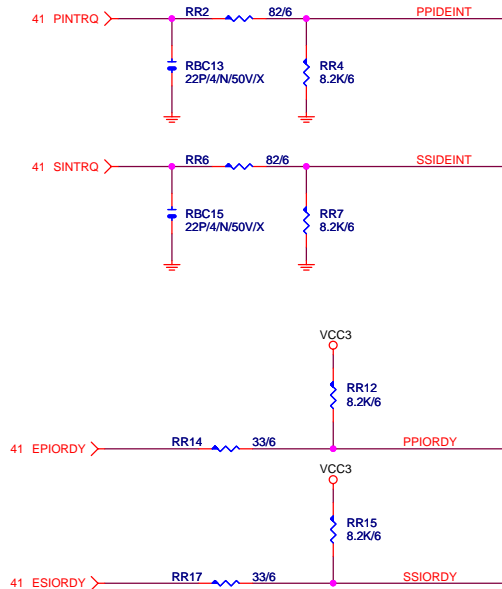 41 PINTRQ RR2 82/6 PPIDEINT
RBC13 RR4
22P/4/N/50V/X 8.2K/6
41 SINTRQ RR6 82/6 SSIDEINT
RBC15 RR7
22P/4/N/50V/X 8.2K/6
VCC3
RR12
8.2K/6
41 EPIORDY RR14 33/6 PPIORDY
VCC3
RR15
8.2K/6
41 ESIORDY RR17 33/6 SSIORDY